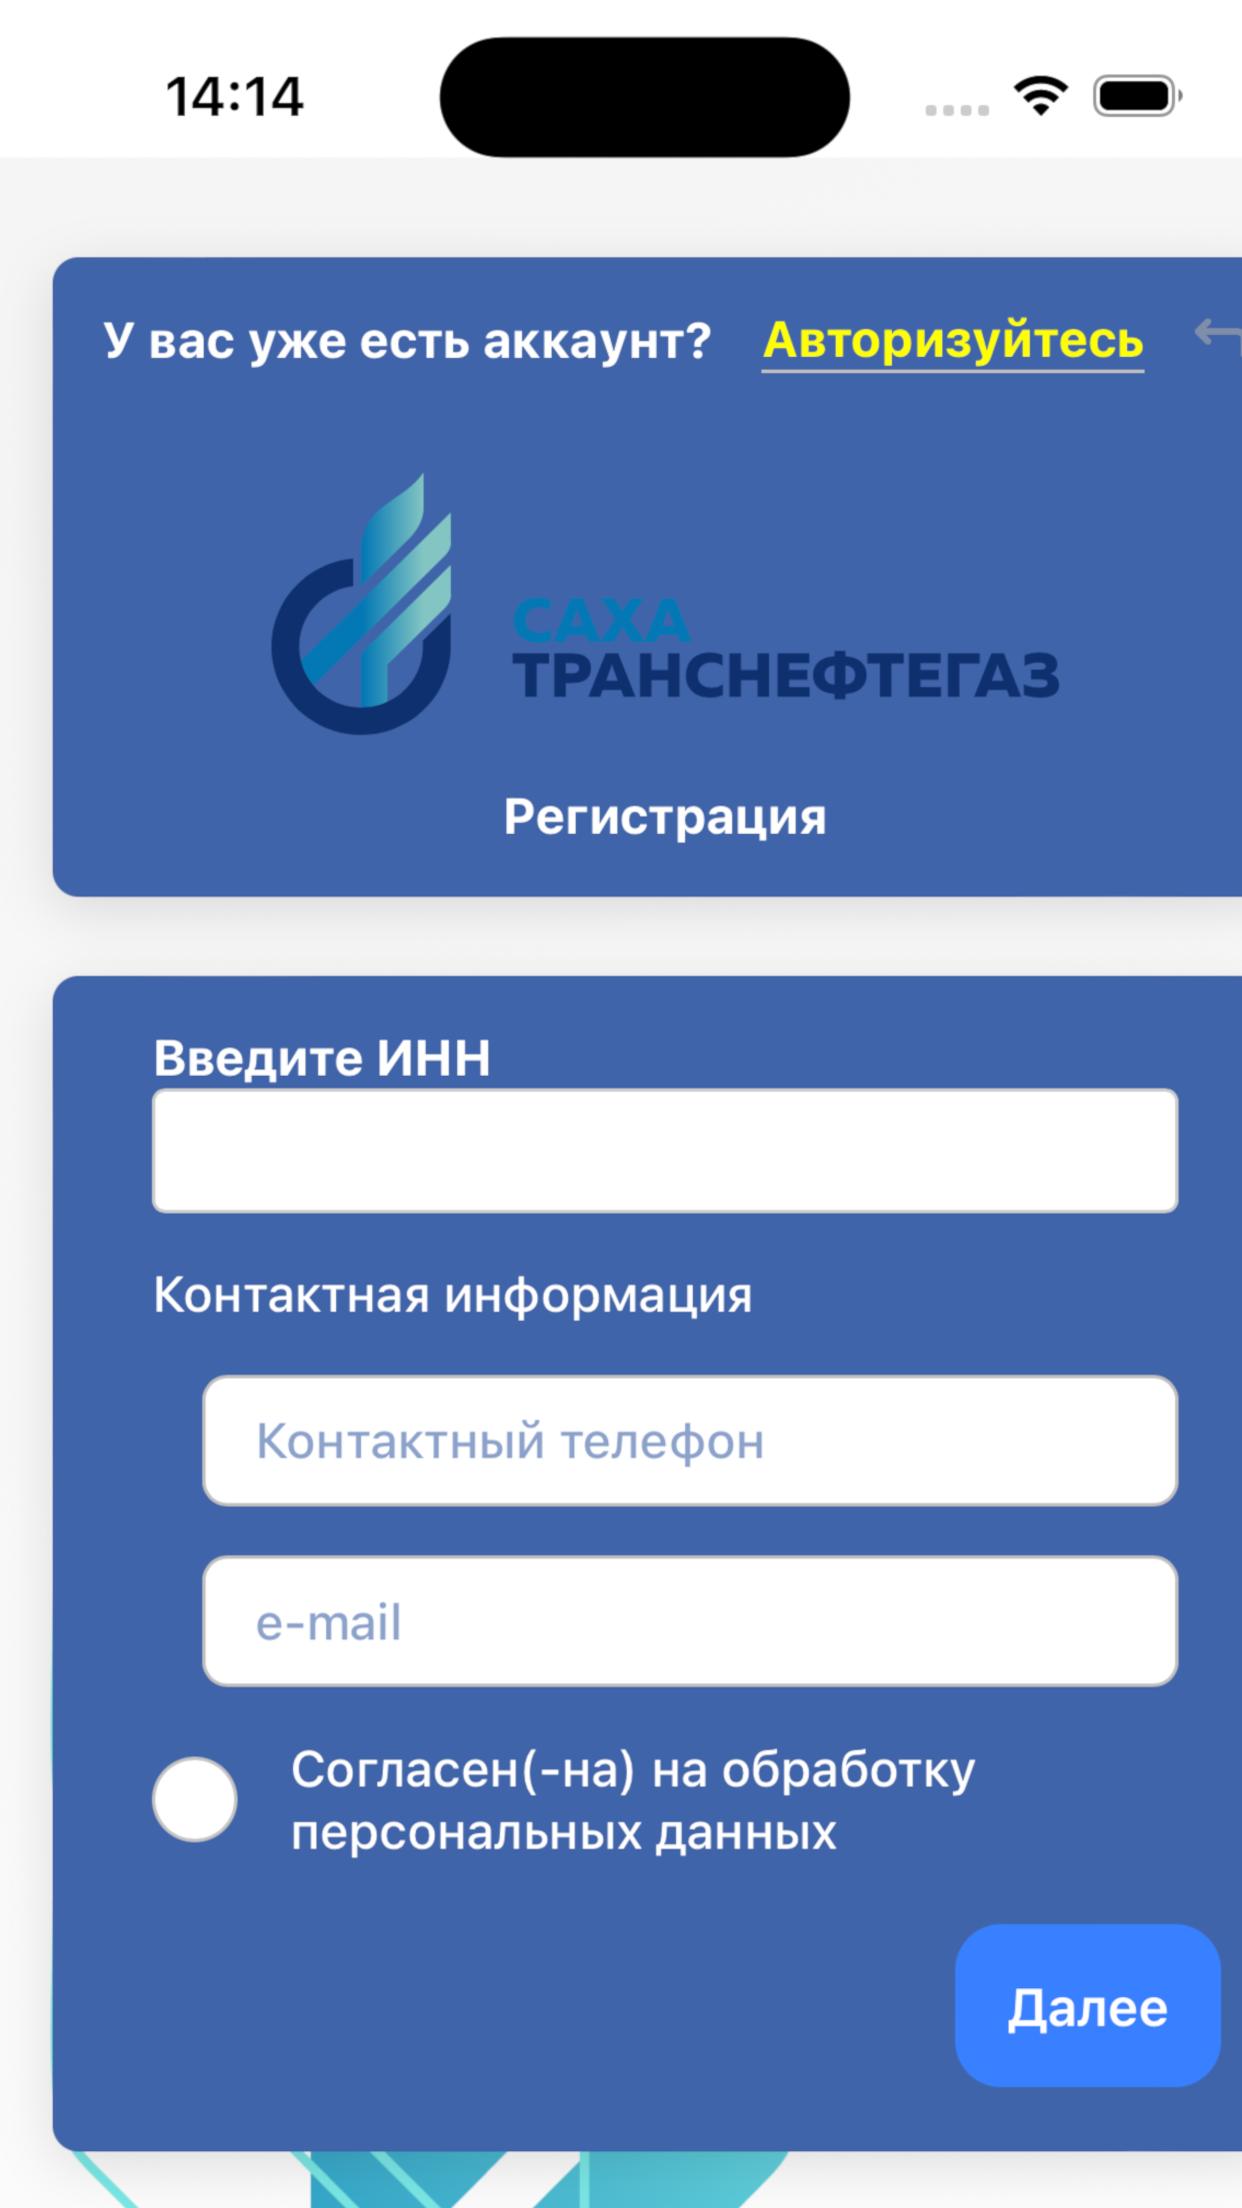 14:14
У вас уже есть аккаунт? Авторизуйтесь
САХА
ТРАНСНЕФТЕГАЗ
Регистрация
Введите ИНН
Контактная информация
Контактный телефон
e-mail
Согласен(-на) на обработку
персональных данных
Далее